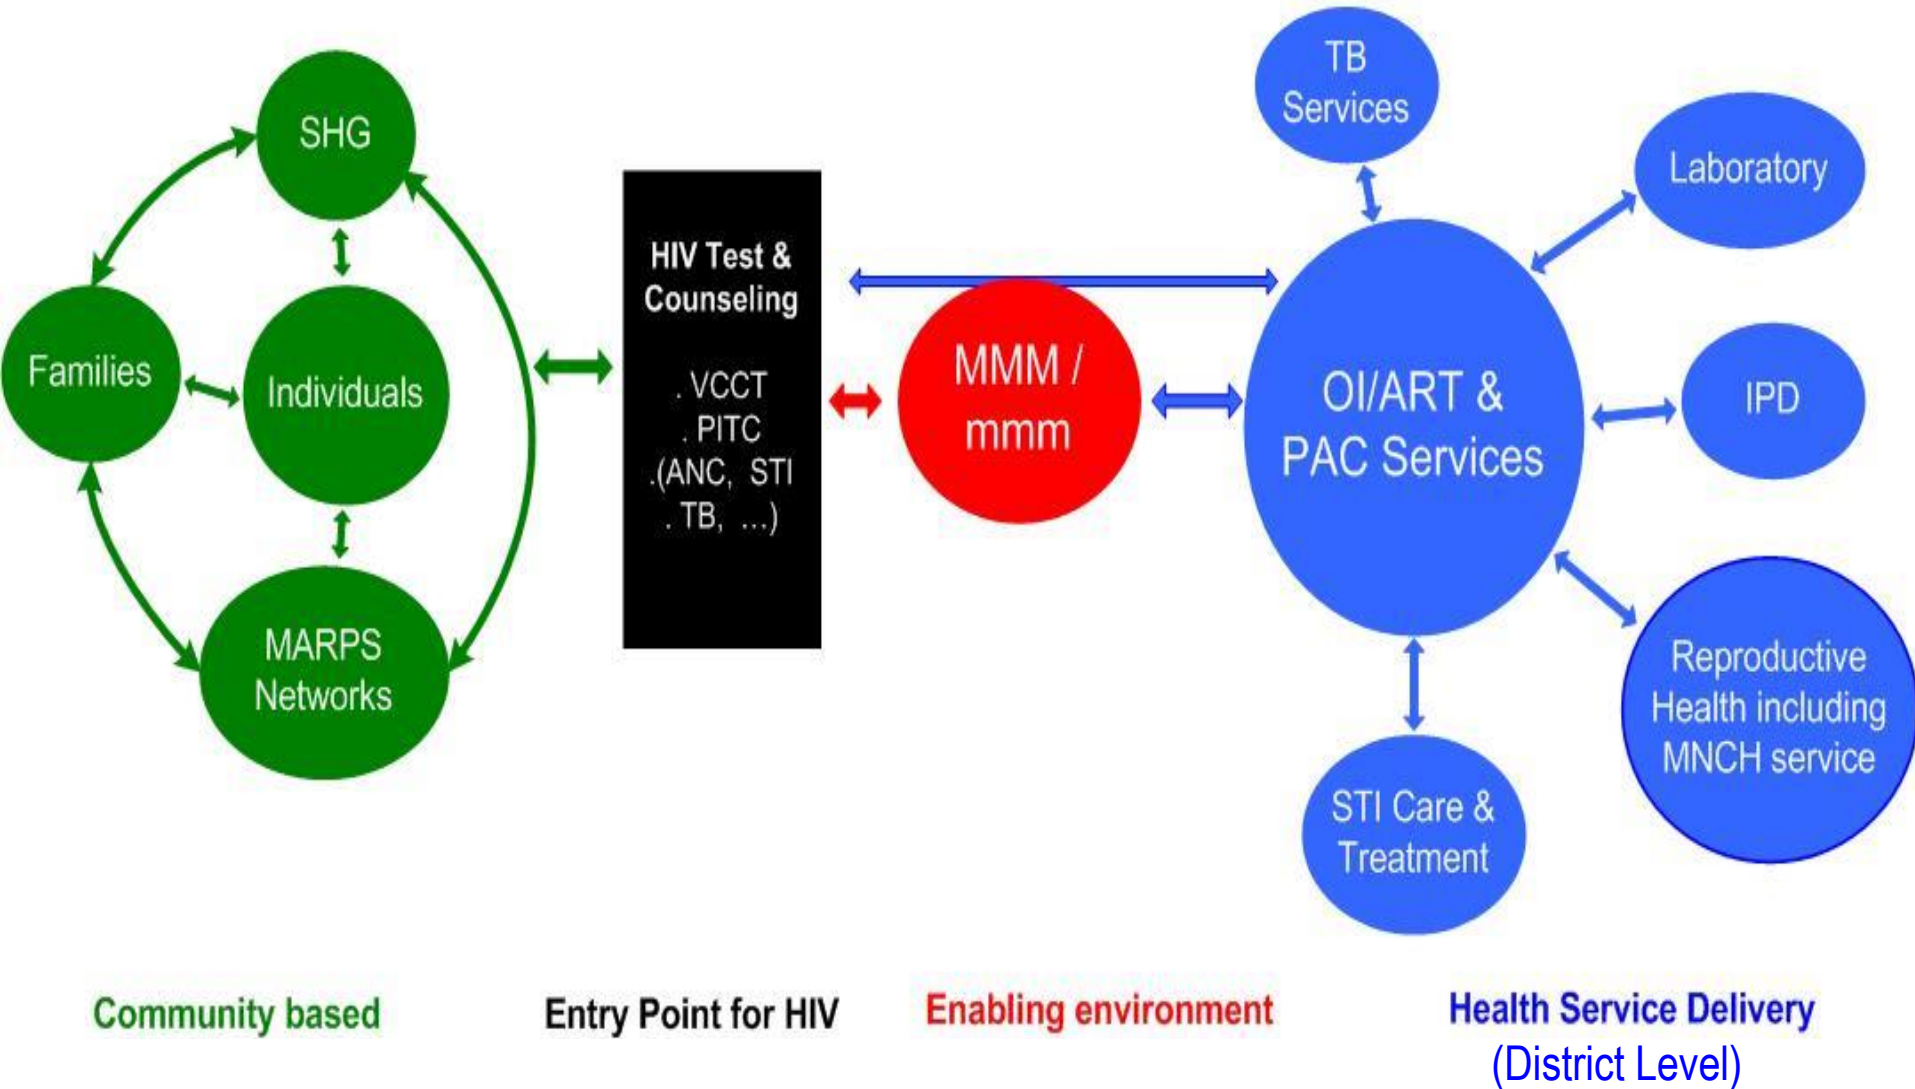 SHG
Families
Individuals
MARPS
Networks
HIV Test &
Counseling
. VCCT
. PITC
.(ANC, STI
. TB, ...)
MMM /
mmm
OI/ART &
PAC Services
TB
Services
Laboratory
IPD
Reproductive
Health including
MNCH service
STI Care &
Treatment
Community based
Entry Point for HIV
Enabling environment
Health Service Delivery
(District Level)